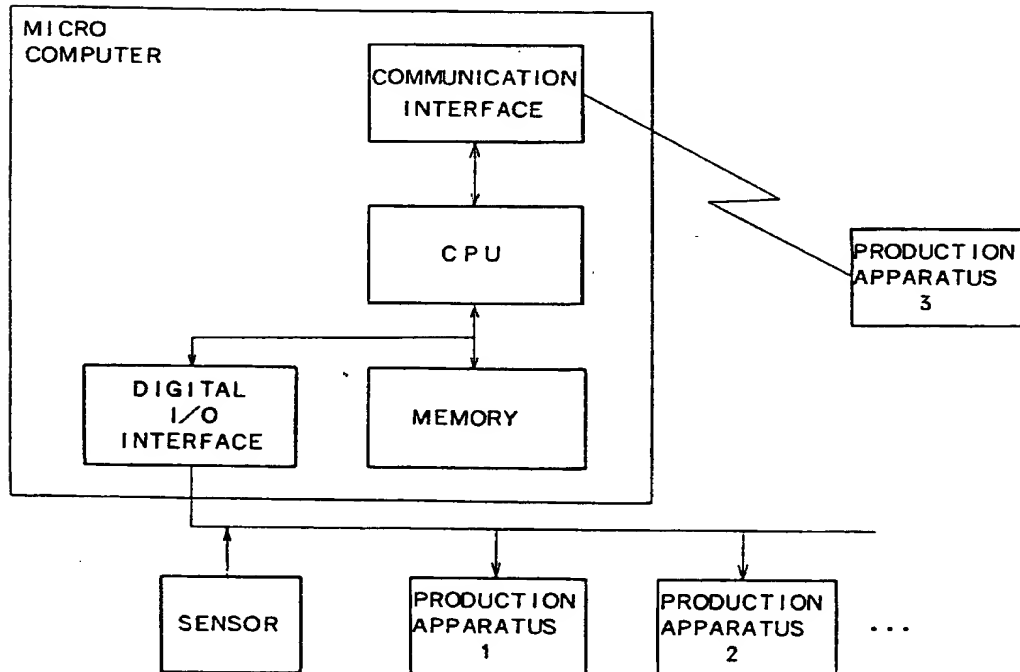 MICRO
COMPUTER
COMMUNICATION
INTERFACE
CPU
PRODUCTION
APPARATUS
3
DIGITAL
I/O
INTERFACE
MEMORY
SENSOR
PRODUCTION
APPARATUS
1
PRODUCTION
APPARATUS
2
...